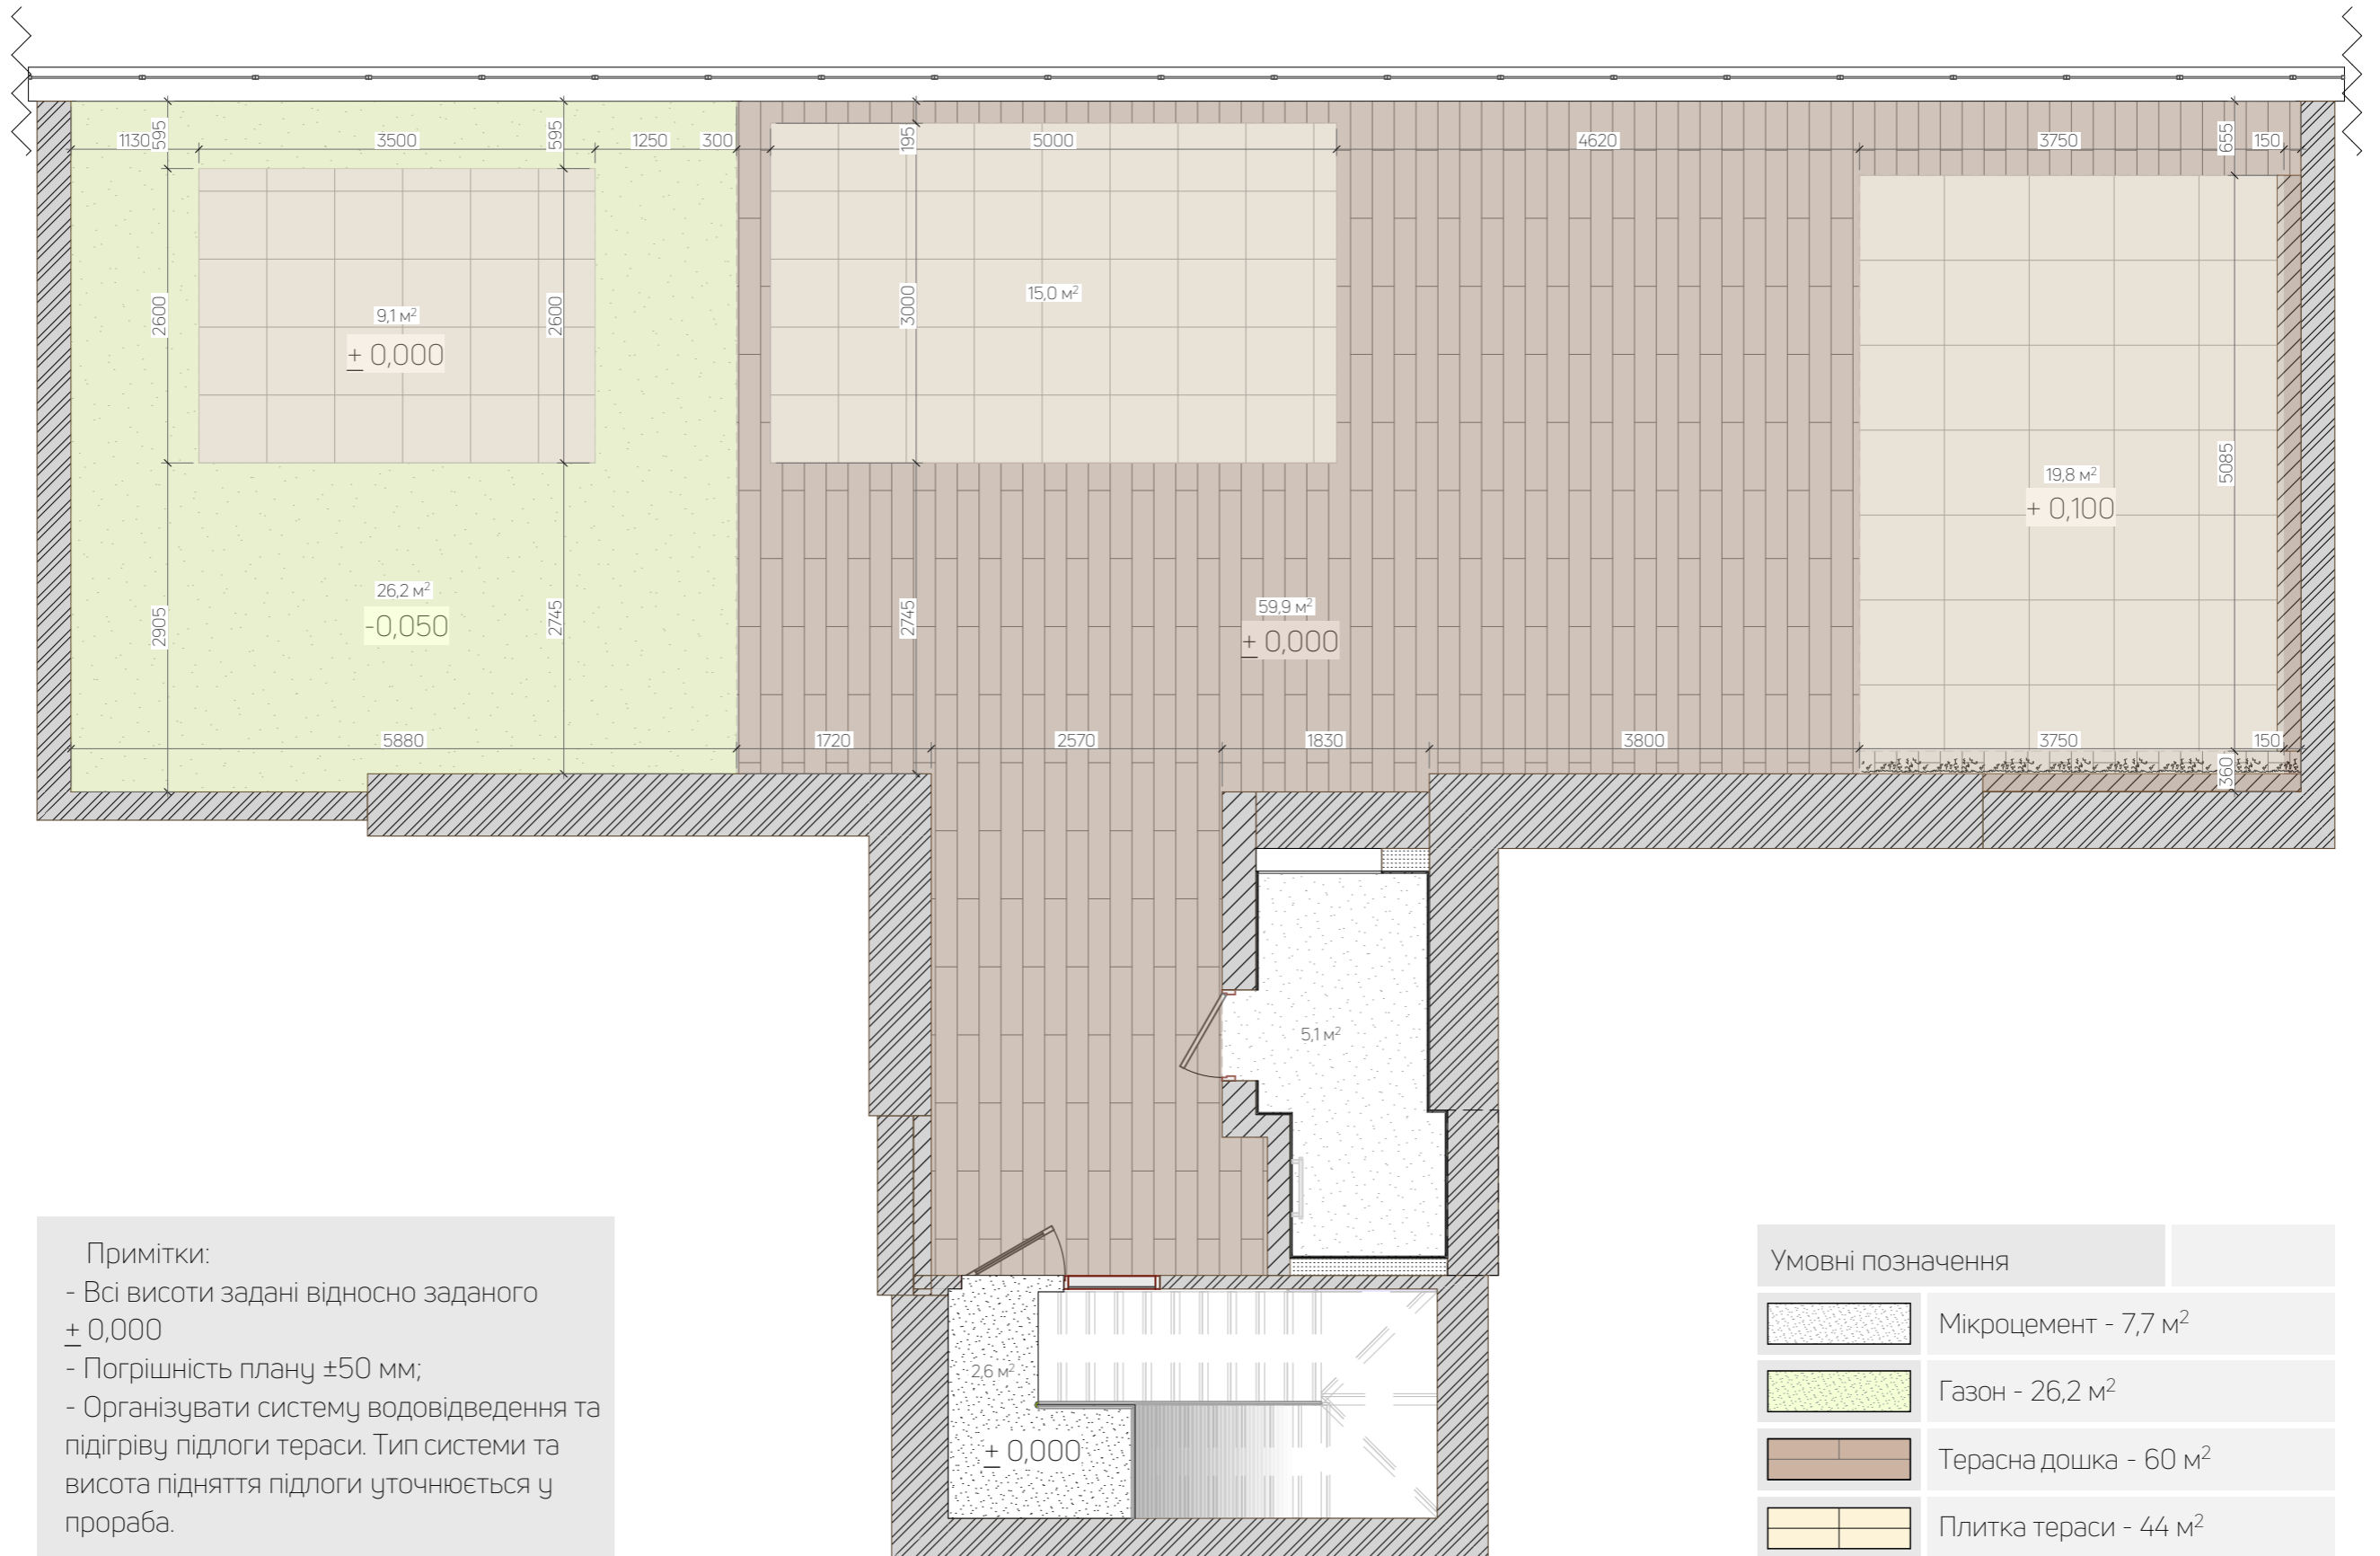 1130
595
3500
595
1250
300
195
5000
4620
3750
655
150
2600
9,1 м²
± 0,000
2600
3000
15,0 м²
5085
19,8 м²
+ 0,100
2905
26,2 м²
-0,050
2745
2745
59,9 м²
± 0,000
5880
1720
2570
1830
3800
3750
150
360
5,1 м²
2,6 м²
± 0,000
Примітки:
- Всі висоти задані відносно заданого
± 0,000
- Погрішність плану ±50 мм;
- Організувати систему водовідведення та
підігріву підлоги тераси. Тип системи та
висота підняття підлоги уточнюється у
прораба.
Умовні позначення
Мікроцемент - 7,7 м²
Газон - 26,2 м²
Терасна дошка - 60 м²
Плитка тераси - 44 м²